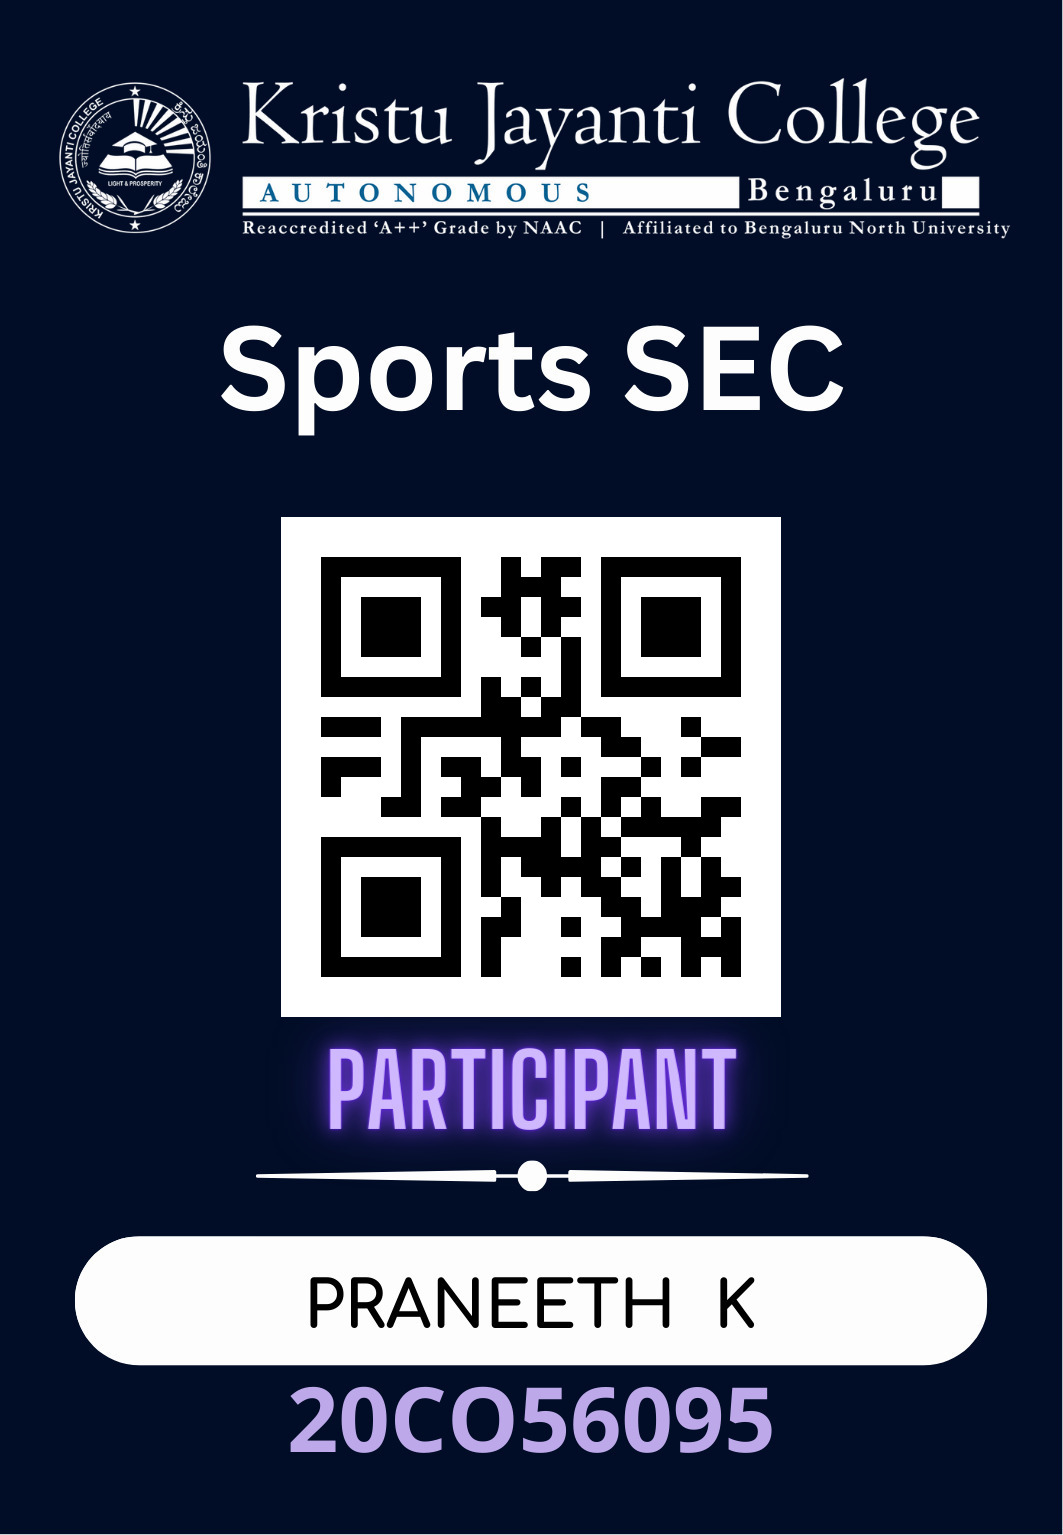 KRISTU JAYANTI COLLEGE
ज्योतिसंवादयाय
LIGHT & PROSPERITY
Kristu Jayanti College
AUTONOMOUS Bengaluru
Reaccredited ‘A++’ Grade by NAAC | Affiliated to Bengaluru North University
Sports SEC
PARTICIPANT
PRANEETH K
20CO56095